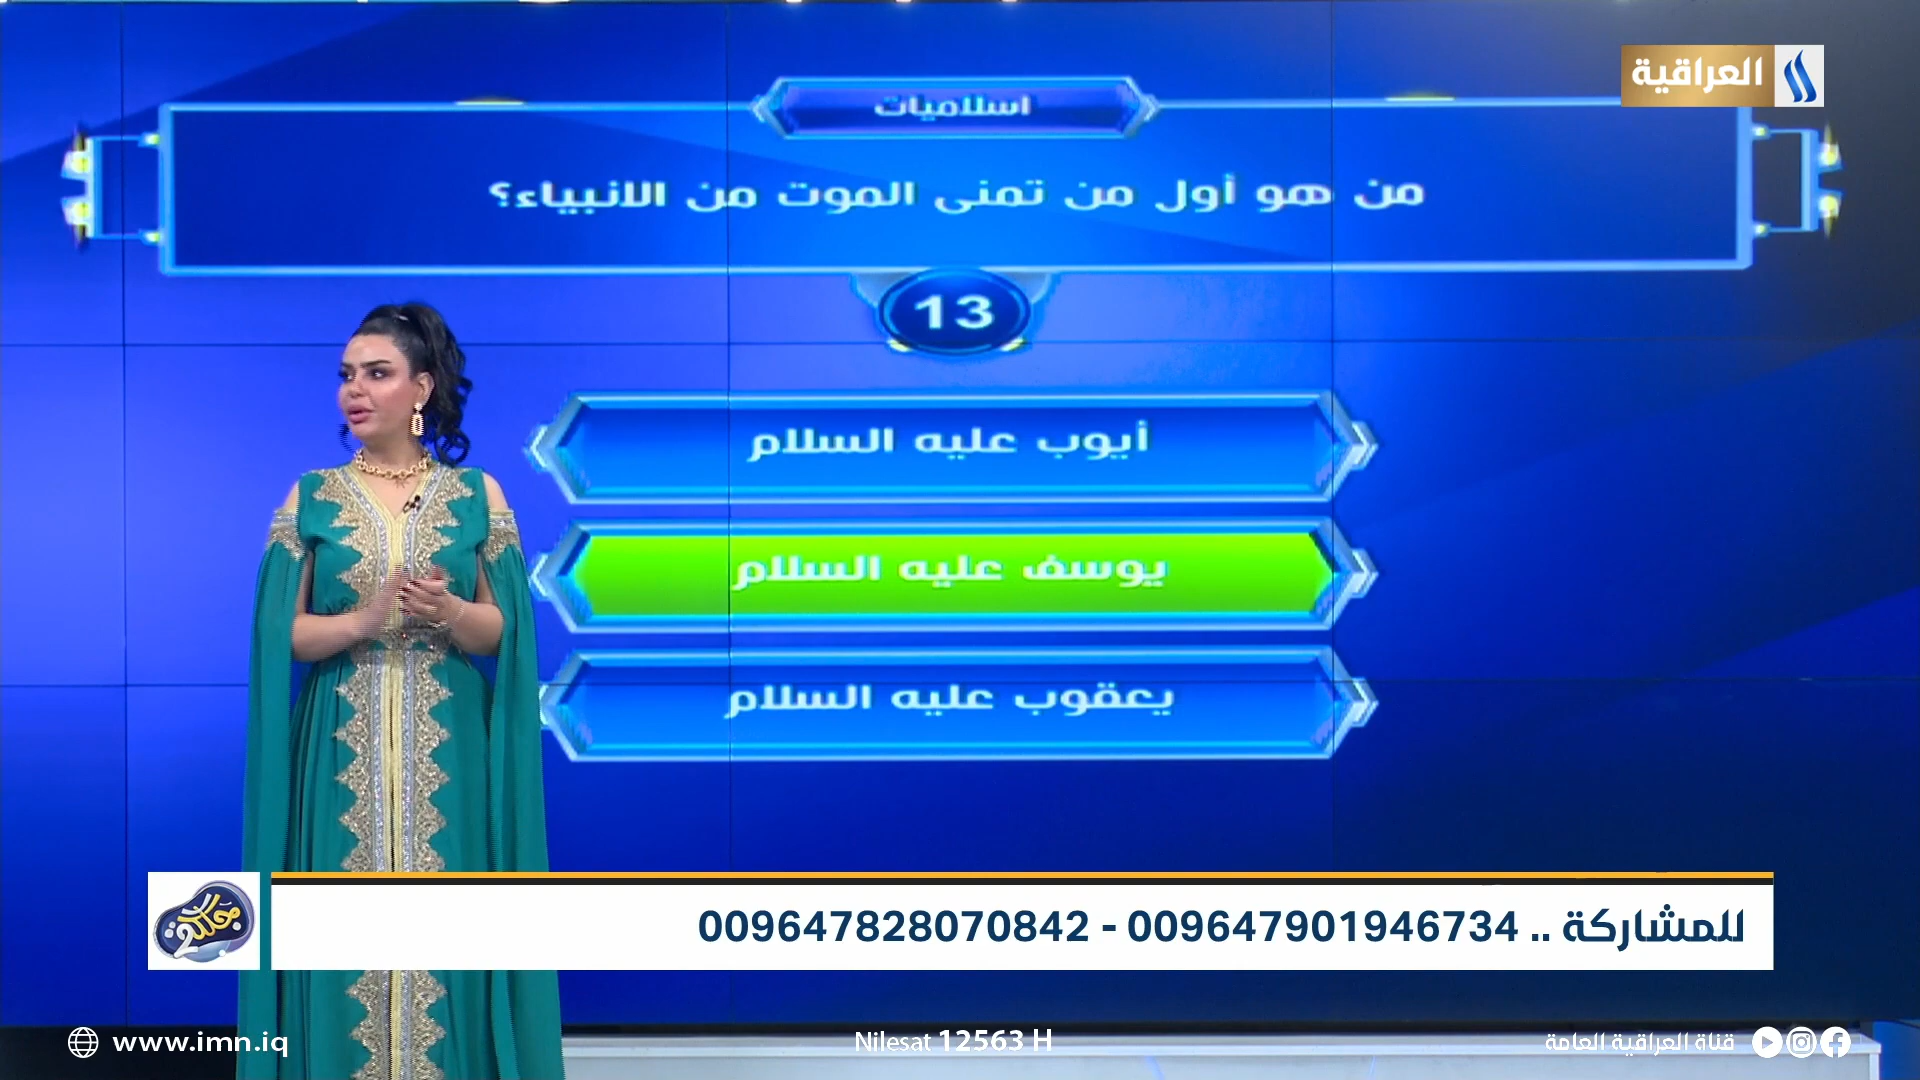 العراقية
اسلاميات
من هو أول من تمنى الموت من الانبياء؟
13
أيوب عليه السلام
يوسف عليه السلام
يعقوب عليه السلام
للمشاركة .. 009647901946734 - 009647828070842
www.imn.iq
Nilesat 12563 H
قناة العراقية العامة